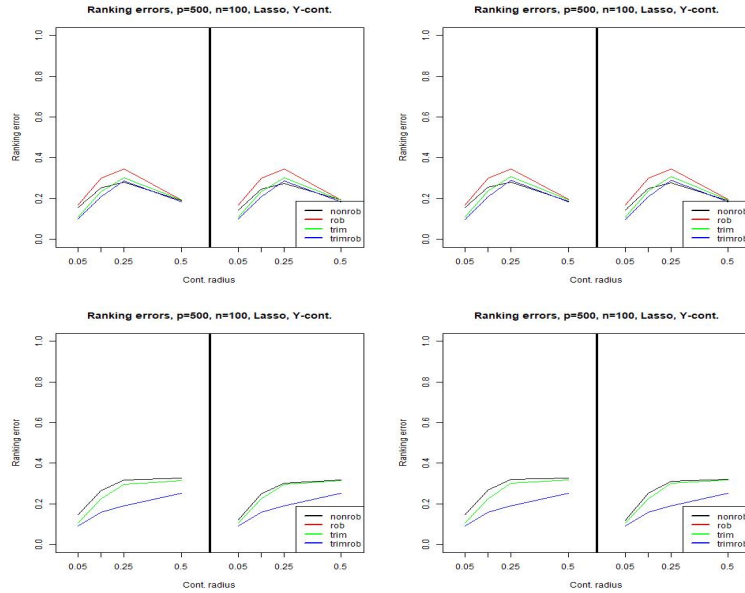 Ranking errors, p=500, n=100, Lasso, Y-cont.
Ranking error
1.0
0.8
0.6
0.4
0.2
0.0
nonrob
rob
trim
trimrob
0.05 0.25 0.5 0.05 0.25 0.5
Cont. radius
Ranking errors, p=500, n=100, Lasso, Y-cont.
Ranking error
1.0
0.8
0.6
0.4
0.2
0.0
nonrob
rob
trim
trimrob
0.05 0.25 0.5 0.05 0.25 0.5
Cont. radius
Ranking errors, p=500, n=100, Lasso, Y-cont.
Ranking error
1.0
0.8
0.6
0.4
0.2
0.0
nonrob
rob
trim
trimrob
0.05 0.25 0.5 0.05 0.25 0.5
Cont. radius
Ranking errors, p=500, n=100, Lasso, Y-cont.
Ranking error
1.0
0.8
0.6
0.4
0.2
0.0
nonrob
rob
trim
trimrob
0.05 0.25 0.5 0.05 0.25 0.5
Cont. radius